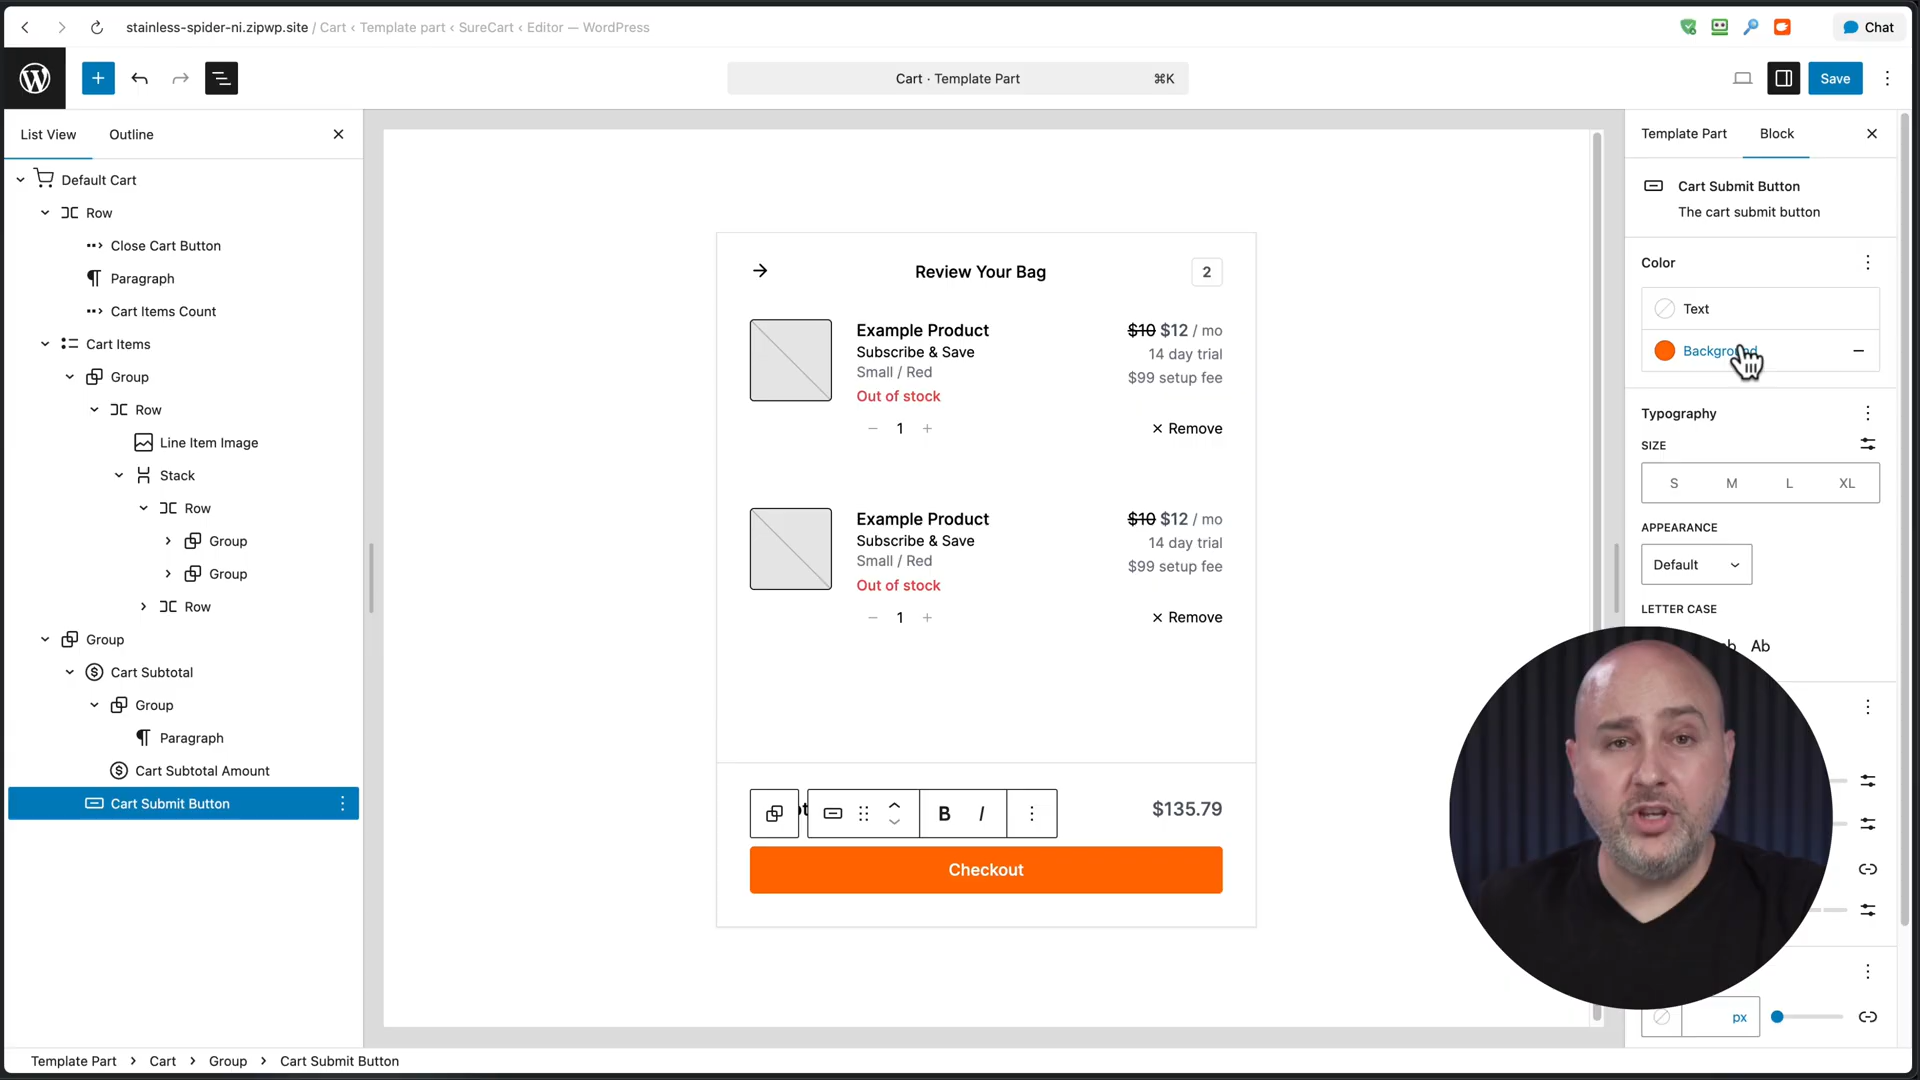 stainless-spider-ni.zipwp.site / Cart ‹ Template part ‹ SureCart ‹ Editor — WordPress
Chat
Cart · Template Part
⌘K
Save
List View
Outline
Default Cart
Row
Close Cart Button
Paragraph
Cart Items Count
Cart Items
Group
Row
Line Item Image
Stack
Row
Group
Group
Row
Group
Cart Subtotal
Group
Paragraph
Cart Subtotal Amount
Cart Submit Button
Review Your Bag
2
Example Product
$10 $12 / mo
Subscribe & Save
14 day trial
Small / Red
$99 setup fee
Out of stock
− 1 +
× Remove
Example Product
$10 $12 / mo
Subscribe & Save
14 day trial
Small / Red
$99 setup fee
Out of stock
− 1 +
× Remove
B I
$135.79
Checkout
Template Part
Block
Cart Submit Button
The cart submit button
Color
Text
Background
Typography
SIZE
S M L XL
APPEARANCE
Default
LETTER CASE
Ab
px
Template Part > Cart > Group > Cart Submit Button